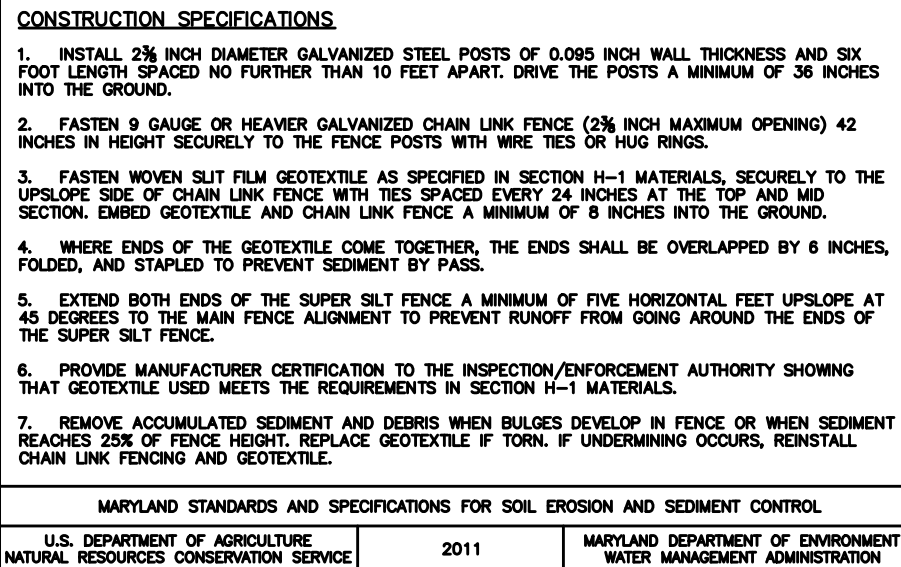 CONSTRUCTION SPECIFICATIONS
1. INSTALL 2⅜ INCH DIAMETER GALVANIZED STEEL POSTS OF 0.095 INCH WALL THICKNESS AND SIX
FOOT LENGTH SPACED NO FURTHER THAN 10 FEET APART. DRIVE THE POSTS A MINIMUM OF 36 INCHES
INTO THE GROUND.
2. FASTEN 9 GAUGE OR HEAVIER GALVANIZED CHAIN LINK FENCE (2⅜ INCH MAXIMUM OPENING) 42
INCHES IN HEIGHT SECURELY TO THE FENCE POSTS WITH WIRE TIES OR HUG RINGS.
3. FASTEN WOVEN SLIT FILM GEOTEXTILE AS SPECIFIED IN SECTION H-1 MATERIALS, SECURELY TO THE
UPSLOPE SIDE OF CHAIN LINK FENCE WITH TIES SPACED EVERY 24 INCHES AT THE TOP AND MID
SECTION. EMBED GEOTEXTILE AND CHAIN LINK FENCE A MINIMUM OF 8 INCHES INTO THE GROUND.
4. WHERE ENDS OF THE GEOTEXTILE COME TOGETHER, THE ENDS SHALL BE OVERLAPPED BY 6 INCHES,
FOLDED, AND STAPLED TO PREVENT SEDIMENT BY PASS.
5. EXTEND BOTH ENDS OF THE SUPER SILT FENCE A MINIMUM OF FIVE HORIZONTAL FEET UPSLOPE AT
45 DEGREES TO THE MAIN FENCE ALIGNMENT TO PREVENT RUNOFF FROM GOING AROUND THE ENDS OF
THE SUPER SILT FENCE.
6. PROVIDE MANUFACTURER CERTIFICATION TO THE INSPECTION/ENFORCEMENT AUTHORITY SHOWING
THAT GEOTEXTILE USED MEETS THE REQUIREMENTS IN SECTION H-1 MATERIALS.
7. REMOVE ACCUMULATED SEDIMENT AND DEBRIS WHEN BULGES DEVELOP IN FENCE OR WHEN SEDIMENT
REACHES 25% OF FENCE HEIGHT. REPLACE GEOTEXTILE IF TORN. IF UNDERMINING OCCURS, REINSTALL
CHAIN LINK FENCING AND GEOTEXTILE.
MARYLAND STANDARDS AND SPECIFICATIONS FOR SOIL EROSION AND SEDIMENT CONTROL
U.S. DEPARTMENT OF AGRICULTURE
NATURAL RESOURCES CONSERVATION SERVICE
2011
MARYLAND DEPARTMENT OF ENVIRONMENT
WATER MANAGEMENT ADMINISTRATION